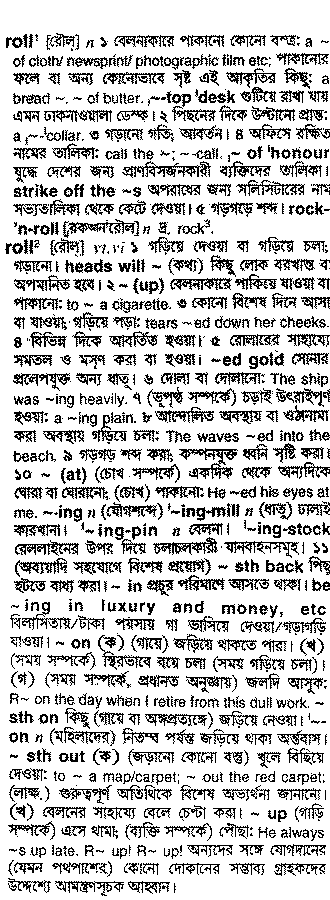 roll¹ [রৌল্] n ১ বেলনাকারে পাকানো কোনো বস্তু: a ~
of cloth/ newsprint/ photographic film etc; পাকানোর
ফলে বা অন্য কোনোভাবে সৃষ্ট এই আকৃতির কিছু: a
bread ~. ~ of butter. ,~-top ˈdesk গুটিয়ে রাখা যায়
এমন ঢাকনাওয়ালা ডেস্ক। ২ পিছনের দিকে উল্টানো প্রান্ত:
a ,~-ˈcollar. ৩ গড়ানো গতি; আবর্তন। ৪ অফিসে রক্ষিত
নামের তালিকা: call the ~; ~-call. ,~ of ˈhonour
যুদ্ধে দেশের জন্য প্রাণবিসর্জনকারী ব্যক্তিদের তালিকা।
strike off the ~s অপরাধের জন্য সলিসিটারের নাম
সভ্যতালিকা থেকে কেটে দেওয়া। ৫ গড়গড়ে শব্দ। rock-
ˈn-roll [রকন্‌ˈরৌল্] n দ্র. rock³.
roll² [রৌল্] vt,vi ১ গড়িয়ে দেওয়া বা গড়িয়ে চলা;
গড়ানো। heads will ~ (কথ্য) কিছু লোক বরখাস্ত বা
অপমানিত হবে। ২ ~ (up) বেলনাকারে পাকিয়ে যাওয়া বা
পাকানো: to ~ a cigarette. ৩ কোনো বিশেষ দিনে আসা
বা যাওয়া; গড়িয়ে পড়া: tears ~ed down her cheeks.
৪ বিভিন্ন দিকে আবর্তিত হওয়া। ৫ রোলারের সাহায্যে
সমতল ও মসৃণ করা বা হওয়া। ~ed gold সোনার
প্রলেপযুক্ত অন্য ধাতু। ৬ দোলা বা দোলানো: The ship
was ~ing heavily. ৭ (ভূপৃষ্ঠ সম্পর্কে) চড়াই উৎরাইপূর্ণ
হওয়া: a ~ing plain. ৮ আন্দোলিত অবস্থায় বা ওঠানামা
করা অবস্থায় গড়িয়ে চলা: The waves ~ed into the
beach. ৯ গড়গড় শব্দ করা; কম্পনযুক্ত ধ্বনি সৃষ্টি করা।
১০ ~ (at) (চোখ সম্পর্কে) একদিক থেকে অন্যদিকে
ঘোরা বা ঘোরানো; (চোখ) পাকানো: He ~ed his eyes at
me. ~-ing n (যৌগশব্দে) ˈ~ing-mill n (ধাতু) ঢালাই
কারখানা। ˈ~ing-pin n বেলনা। ˈ~ing-stock
রেললাইনের উপর দিয়ে চলাচলকারী যানবাহনসমূহ। ১১
(অব্যয়াদি সহযোগে বিশেষ প্রয়োগ) ~ sth back পিছু
হটতে বাধ্য করা। ~ in প্রচুর পরিমাণে আসতে থাকা। be
~ing in luxury and money, etc
বিলাসিতায়/টাকা পয়সায় গা ভাসিয়ে দেওয়া/গড়াগড়ি
যাওয়া। ~ on (ক) (গায়ে) জড়িয়ে থাকতে পারা। (খ)
(সময় সম্পর্কে) স্থিরভাবে বয়ে চলা (সময় গড়িয়ে চলা)।
(গ) (সময় সম্পর্কে, প্রধানত অনুজ্ঞায়) জলদি আসুক:
R~ on the day when I retire from this dull work. ~
sth on কিছু (গায়ে বা অঙ্গপ্রত্যঙ্গে) জড়িয়ে নেওয়া। ˈ~-
on n (মহিলাদের) নিতম্ব পর্যন্ত জড়িয়ে থাকা অন্তর্বাস।
~ sth out (ক) (জড়ানো কোনো বস্তু) খুলে বিছিয়ে
দেওয়া: to ~ a map/carpet; ~ out the red carpet;
(লাক্ষ.) গুরুত্বপূর্ণ অতিথিকে বিশেষ অভ্যর্থনা জানানো।
(খ) বেলনের সাহায্যে বেলে চেপ্টা করা। ~ up (গাড়ি
সম্পর্কে) এসে থামা; (ব্যক্তি সম্পর্কে) পৌঁছা: He always
~s up late. R~ up! R~ up! অন্যদের সঙ্গে যোগদানের
(যেমন পথপাশের) কোনো দোকানের সম্ভাব্য গ্রাহকদের
উদ্দেশ্যে আমন্ত্রণসূচক আহ্বান।